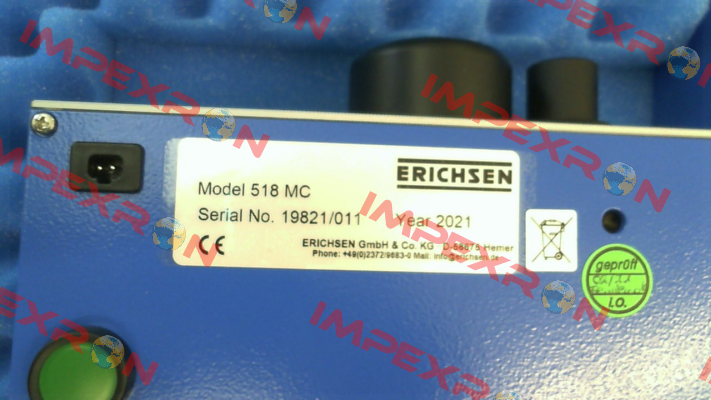 ERICHSEN
Model 518 MC
Serial No. 19821/011 Year 2021
CE
ERICHSEN GmbH & Co. KG D-58675 Hemer
Phone: +49(0)2372/9683-0 Mail: info@erichsen.de
geprüft
I.O.
IMPEXRON
IMPEXRON
IMPEXRON
IMPEXRON
IMPEXRON
IMPEXRON